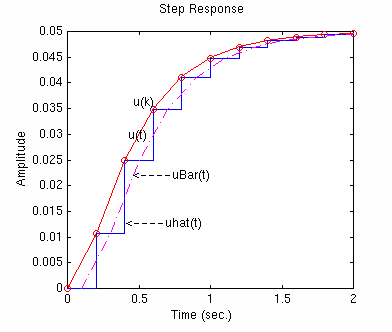 Step Response
Amplitude
0.05
0.045
0.04
0.035
0.03
0.025
0.02
0.015
0.01
0.005
0
u(k)
u(t)
uBar(t)
uhat(t)
0
0.5
1
1.5
2
Time (sec.)